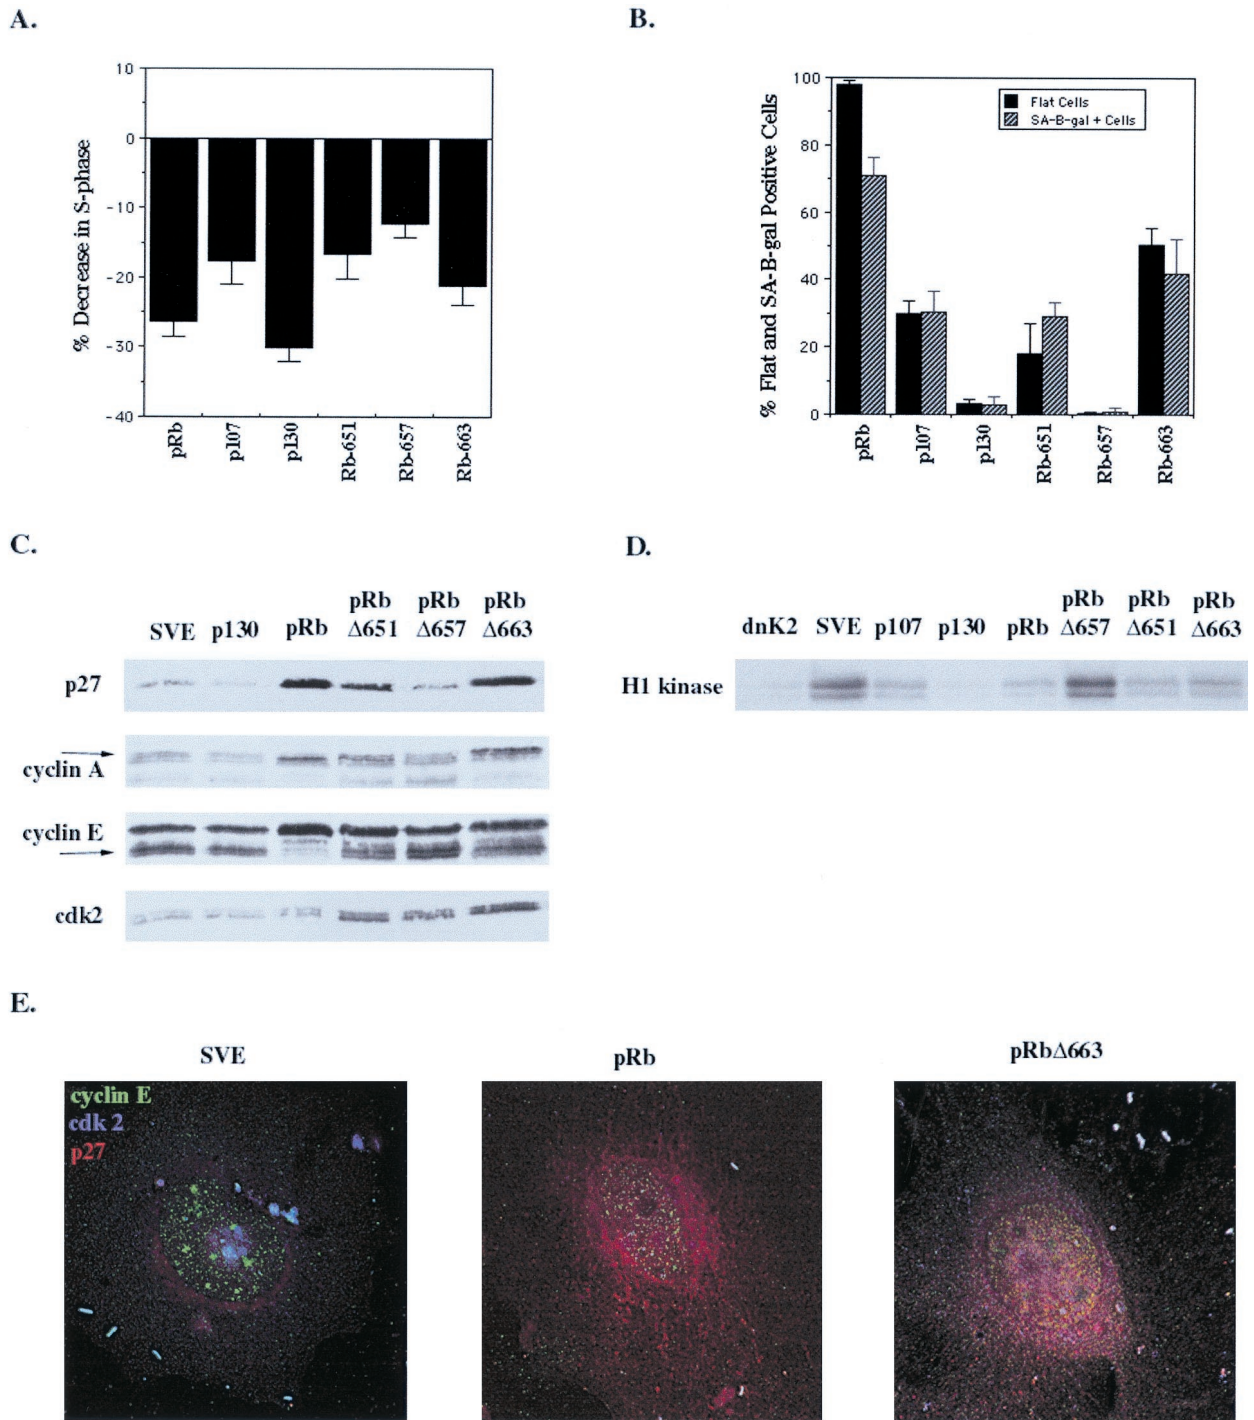 A.
% Decrease in S-phase
10
0
-10
-20
-30
-40
pRb
p107
p130
Rb-651
Rb-657
Rb-663
B.
% Flat and SA-B-gal Positive Cells
100
80
60
40
20
0
Flat Cells
SA-B-gal + Cells
pRb
p107
p130
Rb-651
Rb-657
Rb-663
C.
SVE p130 pRb pRb Δ651 pRb Δ657 pRb Δ663
p27
cyclin A
cyclin E
cdk2
D.
dnK2 SVE p107 p130 pRb pRb Δ657 pRb Δ651 pRb Δ663
H1 kinase
E.
SVE
pRb
pRbΔ663
cyclin E
cdk 2
p27